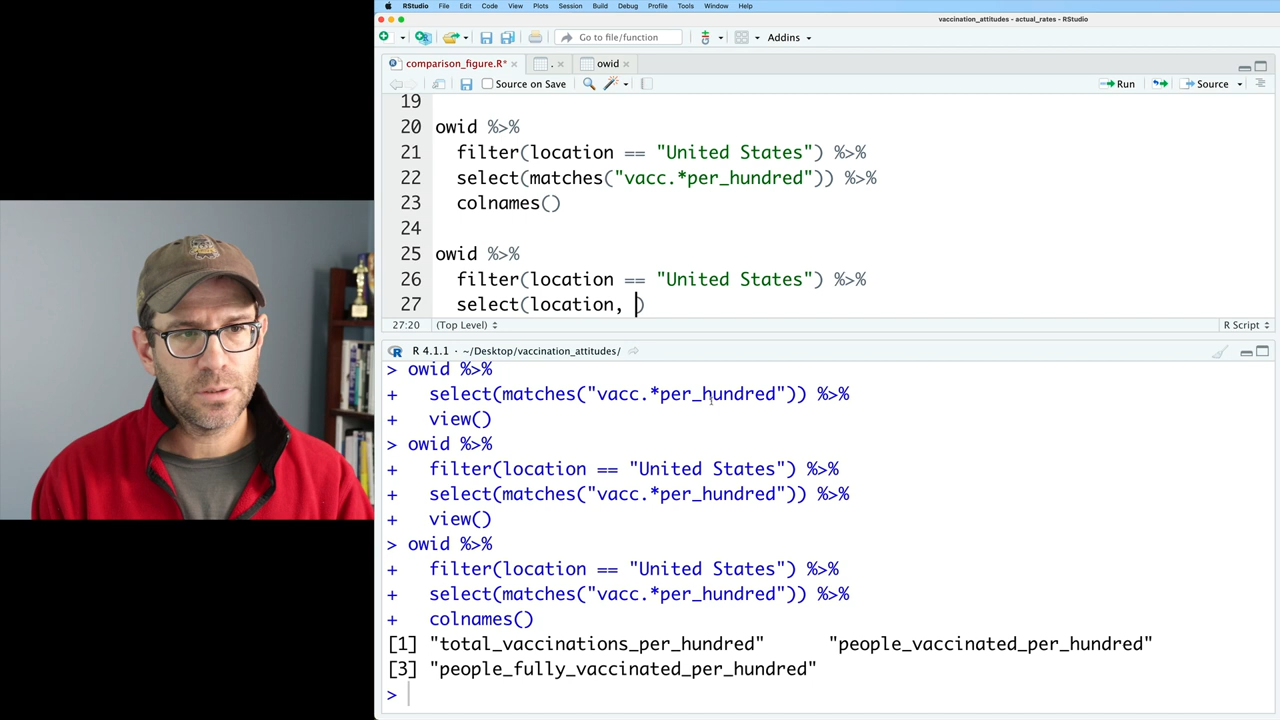 RStudio File Edit Code View Plots Session Build Debug Profile Tools Window Help
vaccination_attitudes - actual_rates - RStudio
Go to file/function Addins
comparison_figure.R* . owid
Source on Save Run Source
19
20 owid %>%
21 filter(location == "United States") %>%
22 select(matches("vacc.*per_hundred")) %>%
23 colnames()
24
25 owid %>%
26 filter(location == "United States") %>%
27 select(location, )
27:20 (Top Level) R Script
R 4.1.1 · ~/Desktop/vaccination_attitudes/
> owid %>%
+ select(matches("vacc.*per_hundred")) %>%
+ view()
> owid %>%
+ filter(location == "United States") %>%
+ select(matches("vacc.*per_hundred")) %>%
+ view()
> owid %>%
+ filter(location == "United States") %>%
+ select(matches("vacc.*per_hundred")) %>%
+ colnames()
[1] "total_vaccinations_per_hundred" "people_vaccinated_per_hundred"
[3] "people_fully_vaccinated_per_hundred"
>